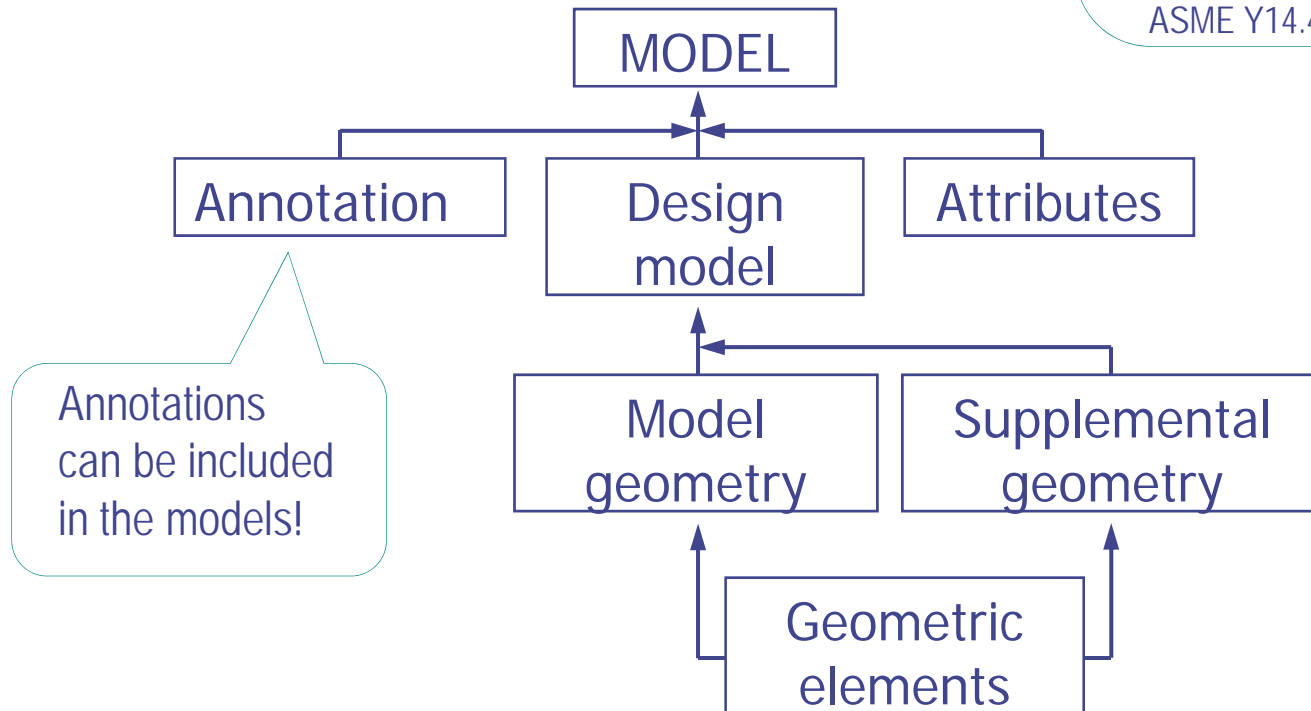 ASME Y14.4
MODEL
Annotation
Design
model
Attributes
Annotations
can be included
in the models!
Model
geometry
Supplemental
geometry
Geometric
elements